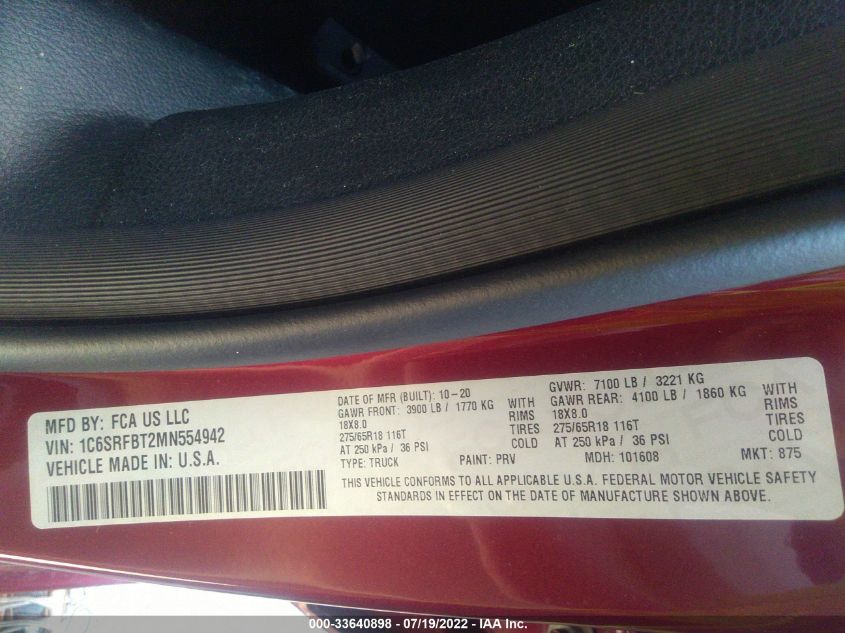 MFD BY: FCA US LLC
VIN: 1C6SRFBT2MN554942
VEHICLE MADE IN: U.S.A.
DATE OF MFR (BUILT): 10-20
GAWR FRONT: 3900 LB / 1770 KG WITH
18X8.0 RIMS
275/65R18 116T TIRES
AT 250 kPa / 36 PSI COLD
TYPE: TRUCK PAINT: PRV
GVWR: 7100 LB / 3221 KG
GAWR REAR: 4100 LB / 1860 KG WITH
18X8.0 RIMS
275/65R18 116T TIRES
AT 250 kPa / 36 PSI COLD
MDH: 101608 MKT: 875
THIS VEHICLE CONFORMS TO ALL APPLICABLE U.S.A. FEDERAL MOTOR VEHICLE SAFETY
STANDARDS IN EFFECT ON THE DATE OF MANUFACTURE SHOWN ABOVE.
000-33640898 - 07/19/2022 - IAA Inc.